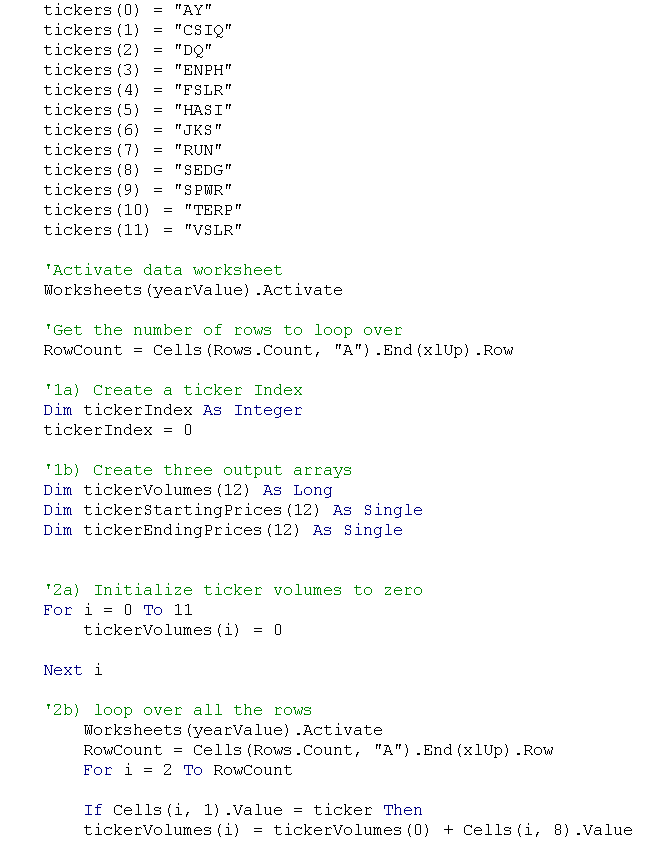 tickers(0) = "AY"
tickers(1) = "CSIQ"
tickers(2) = "DQ"
tickers(3) = "ENPH"
tickers(4) = "FSLR"
tickers(5) = "HASI"
tickers(6) = "JKS"
tickers(7) = "RUN"
tickers(8) = "SEDG"
tickers(9) = "SPWR"
tickers(10) = "TERP"
tickers(11) = "VSLR"
'Activate data worksheet
Worksheets(yearValue).Activate
'Get the number of rows to loop over
RowCount = Cells(Rows.Count, "A").End(xlUp).Row
'1a) Create a ticker Index
Dim tickerIndex As Integer
tickerIndex = 0
'1b) Create three output arrays
Dim tickerVolumes(12) As Long
Dim tickerStartingPrices(12) As Single
Dim tickerEndingPrices(12) As Single
'2a) Initialize ticker volumes to zero
For i = 0 To 11
tickerVolumes(i) = 0
Next i
'2b) loop over all the rows
Worksheets(yearValue).Activate
RowCount = Cells(Rows.Count, "A").End(xlUp).Row
For i = 2 To RowCount
If Cells(i, 1).Value = ticker Then
tickerVolumes(i) = tickerVolumes(0) + Cells(i, 8).Value